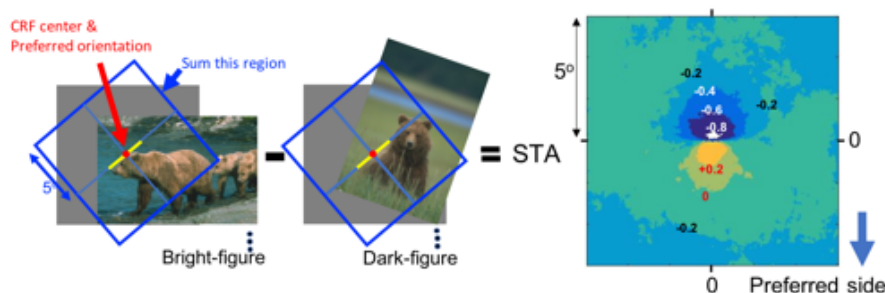 CRF center &
Preferred orientation
Sum this region
5
Bright-figure
-
Dark-figure
= STA
5o
-0.2
-0.4
-0.6
-0.2
-0.8
0
+0.2
0
-0.2
0
Preferred side